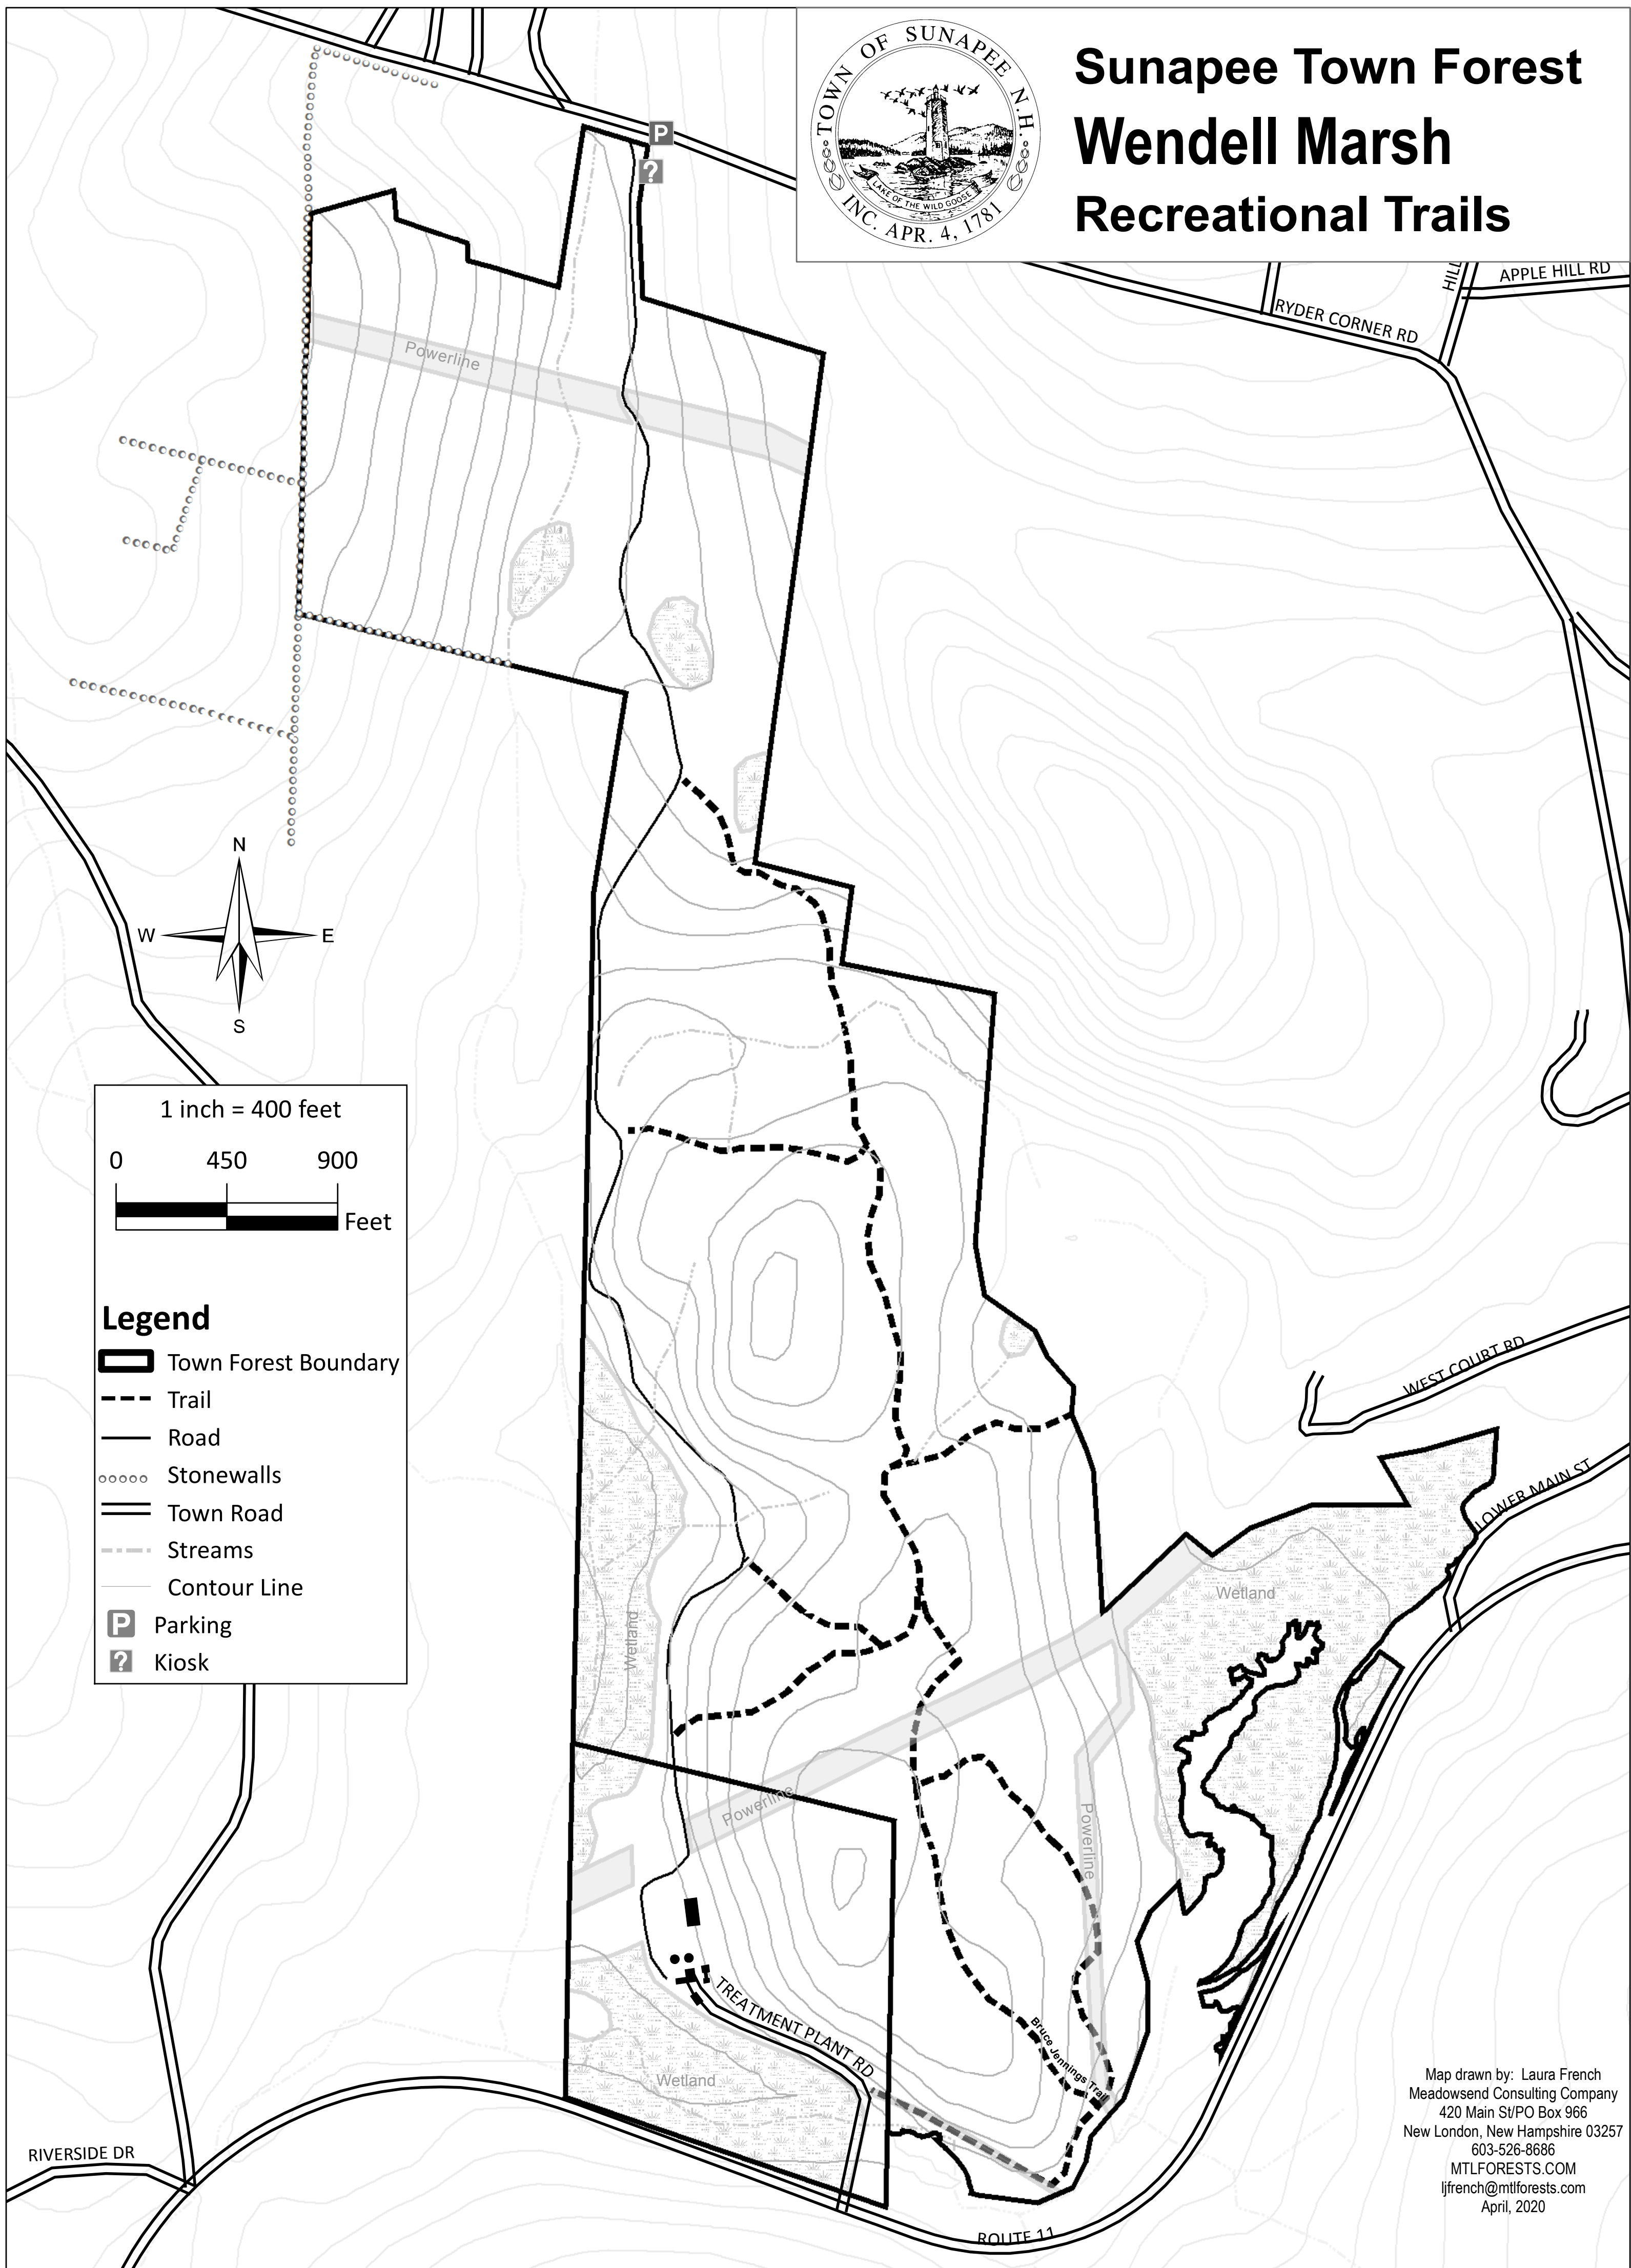 TOWN OF SUNAPEE N.H.
LAKE OF THE WILD GOOSE
INC. APR. 4, 1781
Sunapee Town Forest
Wendell Marsh
Recreational Trails
P
?
HILL
APPLE HILL RD
RYDER CORNER RD
Powerline
N
W
E
S
1 inch = 400 feet
0 450 900
Feet
Legend
Town Forest Boundary
Trail
Road
Stonewalls
Town Road
Streams
Contour Line
P Parking
? Kiosk
WEST COURT RD
LOWER MAIN ST
Wetland
Wetland
Powerline
Powerline
TREATMENT PLANT RD
Bruce Jennings Trail
Wetland
RIVERSIDE DR
ROUTE 11
Map drawn by: Laura French
Meadowsend Consulting Company
420 Main St/PO Box 966
New London, New Hampshire 03257
603-526-8686
MTLFORESTS.COM
ljfrench@mtlforests.com
April, 2020